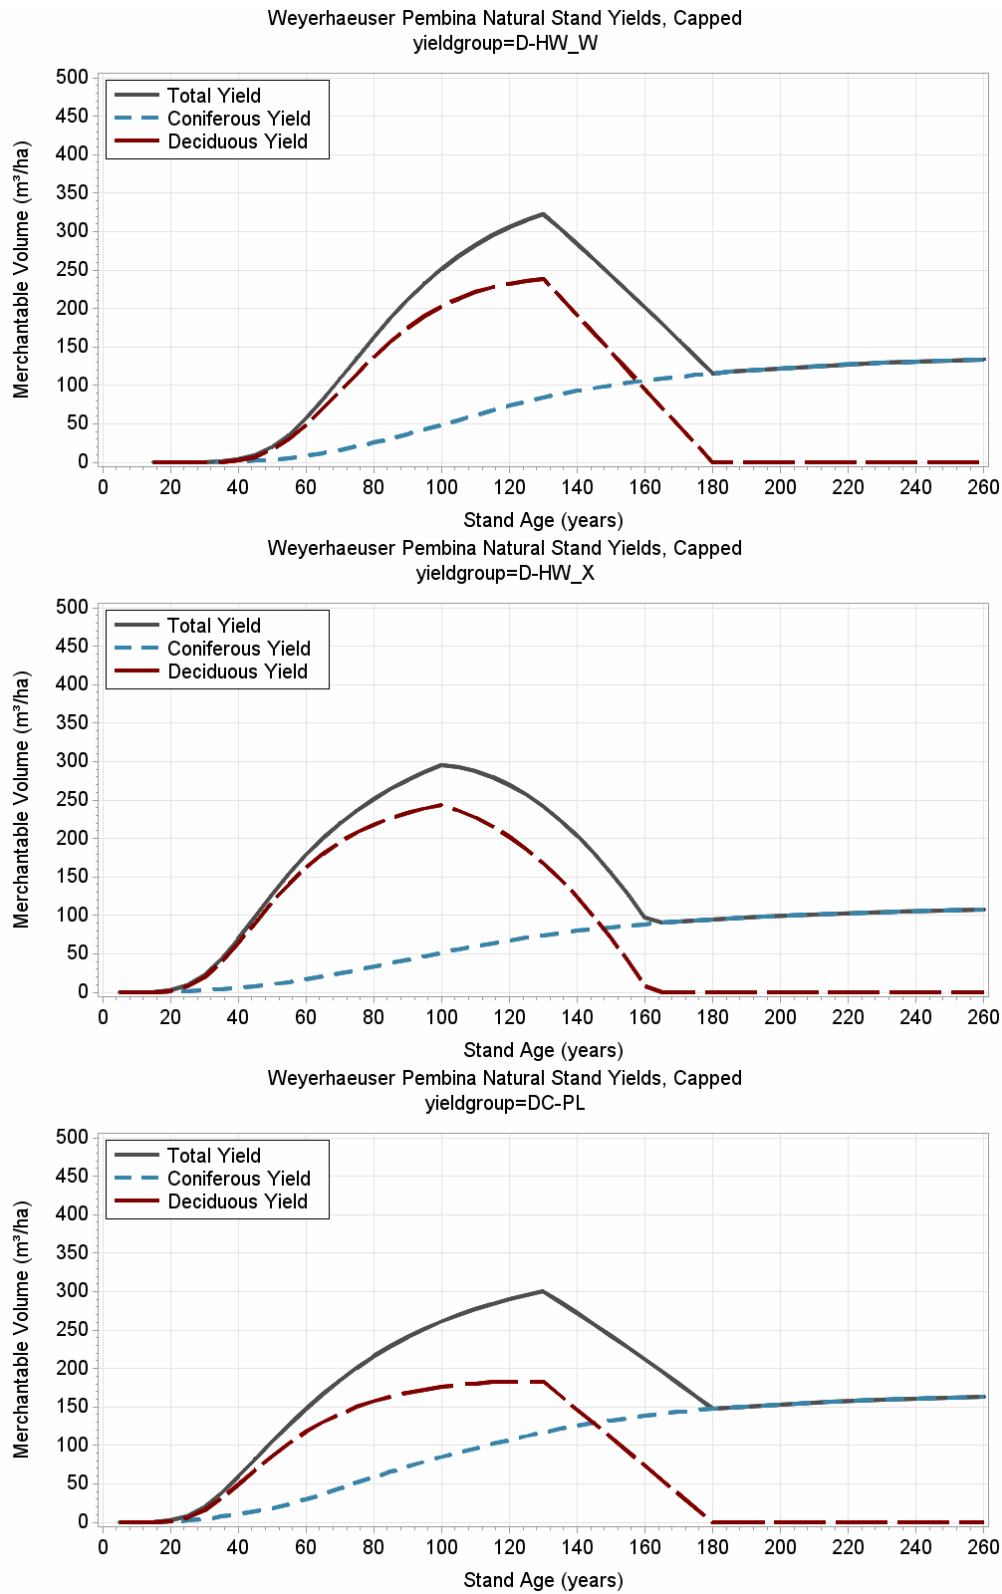 Weyerhaeuser Pembina Natural Stand Yields, Capped
yieldgroup=D-HW_W
500
450
400
350
300
250
200
150
100
50
0
Merchantable Volume (m³/ha)
Total Yield
Coniferous Yield
Deciduous Yield
0 20 40 60 80 100 120 140 160 180 200 220 240 260
Stand Age (years)
Weyerhaeuser Pembina Natural Stand Yields, Capped
yieldgroup=D-HW_X
500
450
400
350
300
250
200
150
100
50
0
Merchantable Volume (m³/ha)
Total Yield
Coniferous Yield
Deciduous Yield
0 20 40 60 80 100 120 140 160 180 200 220 240 260
Stand Age (years)
Weyerhaeuser Pembina Natural Stand Yields, Capped
yieldgroup=DC-PL
500
450
400
350
300
250
200
150
100
50
0
Merchantable Volume (m³/ha)
Total Yield
Coniferous Yield
Deciduous Yield
0 20 40 60 80 100 120 140 160 180 200 220 240 260
Stand Age (years)